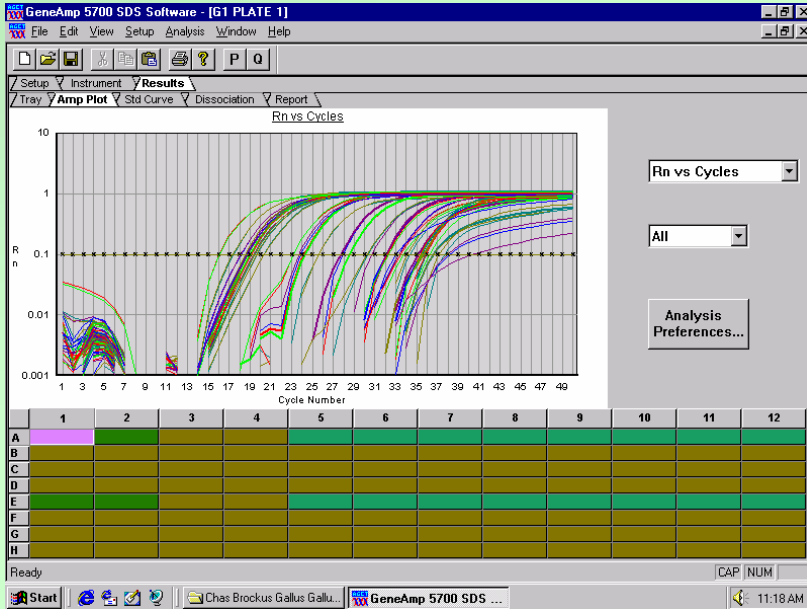 GeneAmp 5700 SDS Software - [G1 PLATE 1]
File Edit View Setup Analysis Window Help
P Q
Setup Instrument Results
Tray Amp Plot Std Curve Dissociation Report
Rn vs Cycles
10
1
0.1
0.01
0.001
R
n
1 3 5 7 9 11 13 15 17 19 21 23 25 27 29 31 33 35 37 39 41 43 45 47 49
Cycle Number
Rn vs Cycles
All
Analysis
Preferences...
1 2 3 4 5 6 7 8 9 10 11 12
A
B
C
D
E
F
G
H
Ready CAP NUM
Start Chas Brockus Gallus Gallu... GeneAmp 5700 SDS ... 11:18 AM